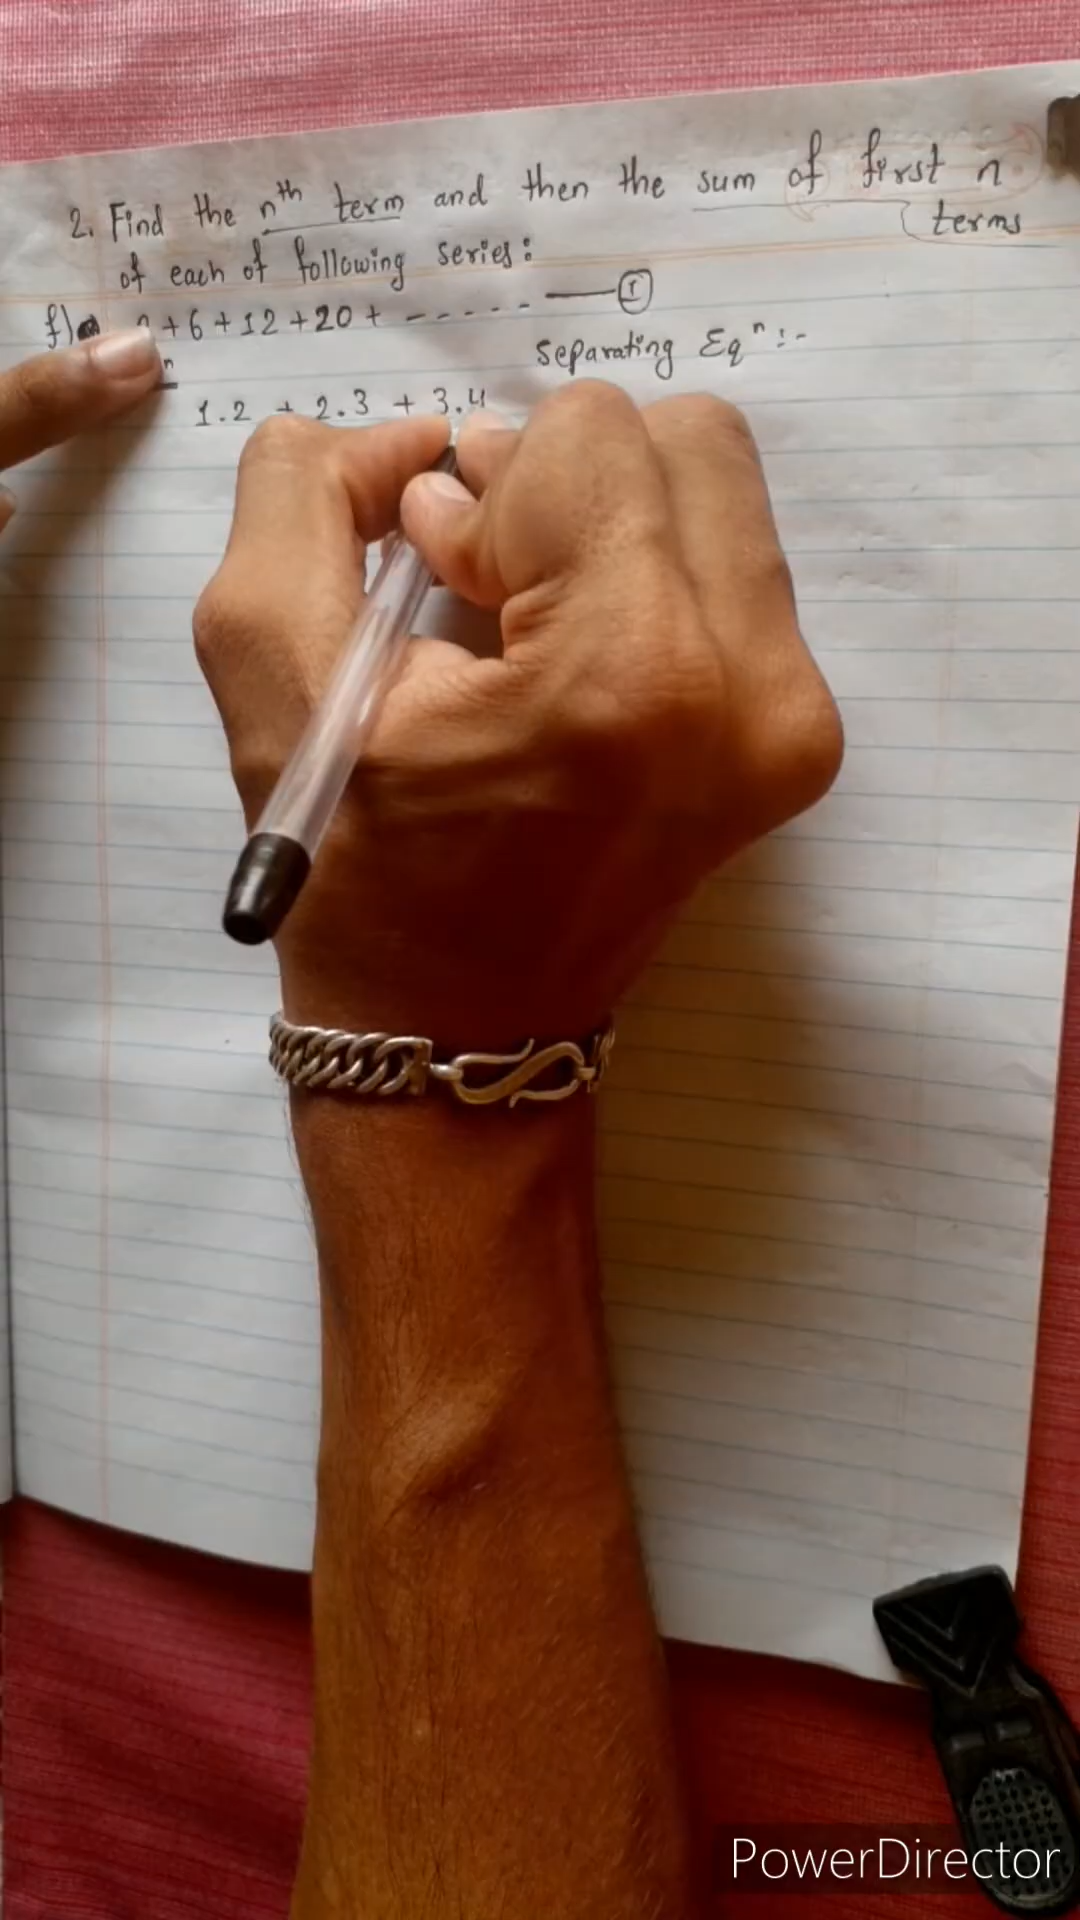 2. Find the nth term and then the sum of first n
terms
of each of following series:
f) 2+6+12+20+ ------ —— I
Separating Eqn :-
n
1.2 + 2.3 + 3.4
PowerDirector